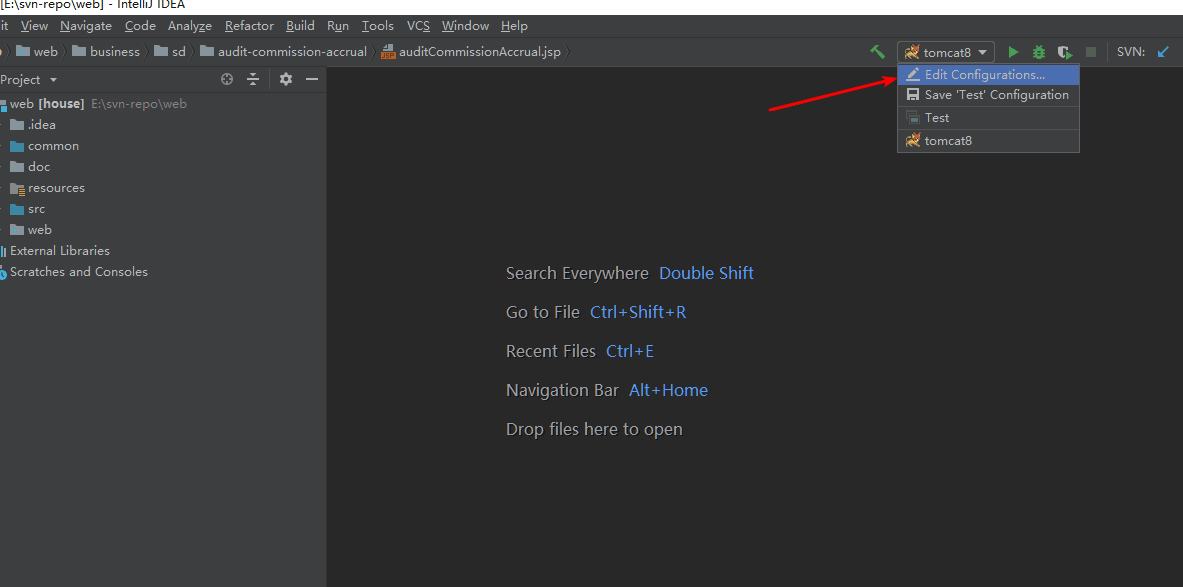 [E:\svn-repo\web] - IntelliJ IDEA
it View Navigate Code Analyze Refactor Build Run Tools VCS Window Help
web business sd audit-commission-accrual auditCommissionAccrual.jsp tomcat8 SVN:
Project
Edit Configurations...
Save 'Test' Configuration
Test
tomcat8
web [house] E:\svn-repo\web
.idea
common
doc
resources
src
web
External Libraries
Scratches and Consoles
Search Everywhere Double Shift
Go to File Ctrl+Shift+R
Recent Files Ctrl+E
Navigation Bar Alt+Home
Drop files here to open